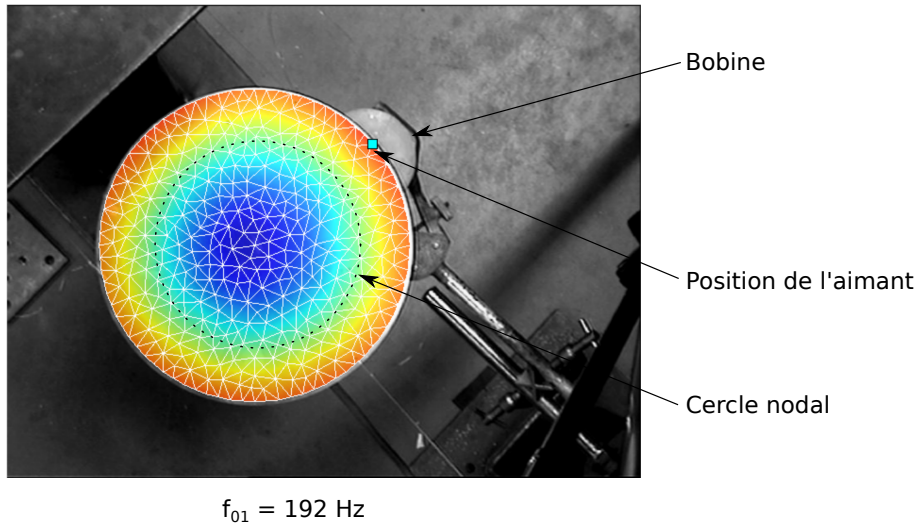 Bobine
Position de l'aimant
Cercle nodal
f01 = 192 Hz